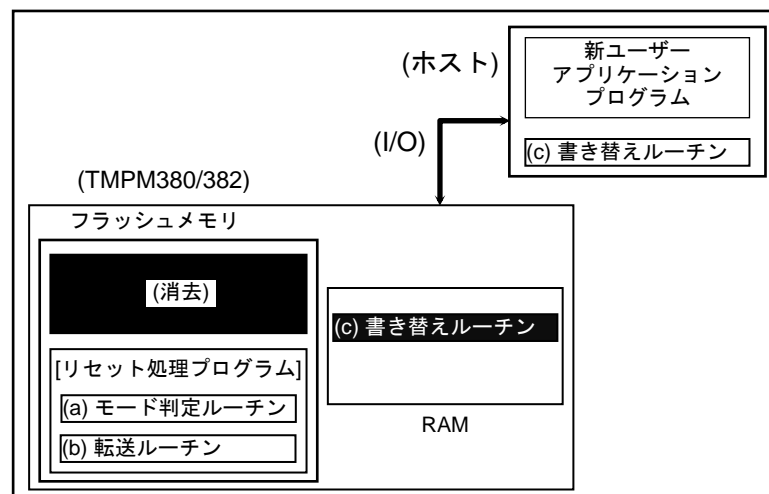 (ホスト)
新ユーザー
アプリケーション
プログラム
(c) 書き替えルーチン
(I/O)
(TMPM380/382)
フラッシュメモリ
(消去)
[リセット処理プログラム]
(a) モード判定ルーチン
(b) 転送ルーチン
(c) 書き替えルーチン
RAM